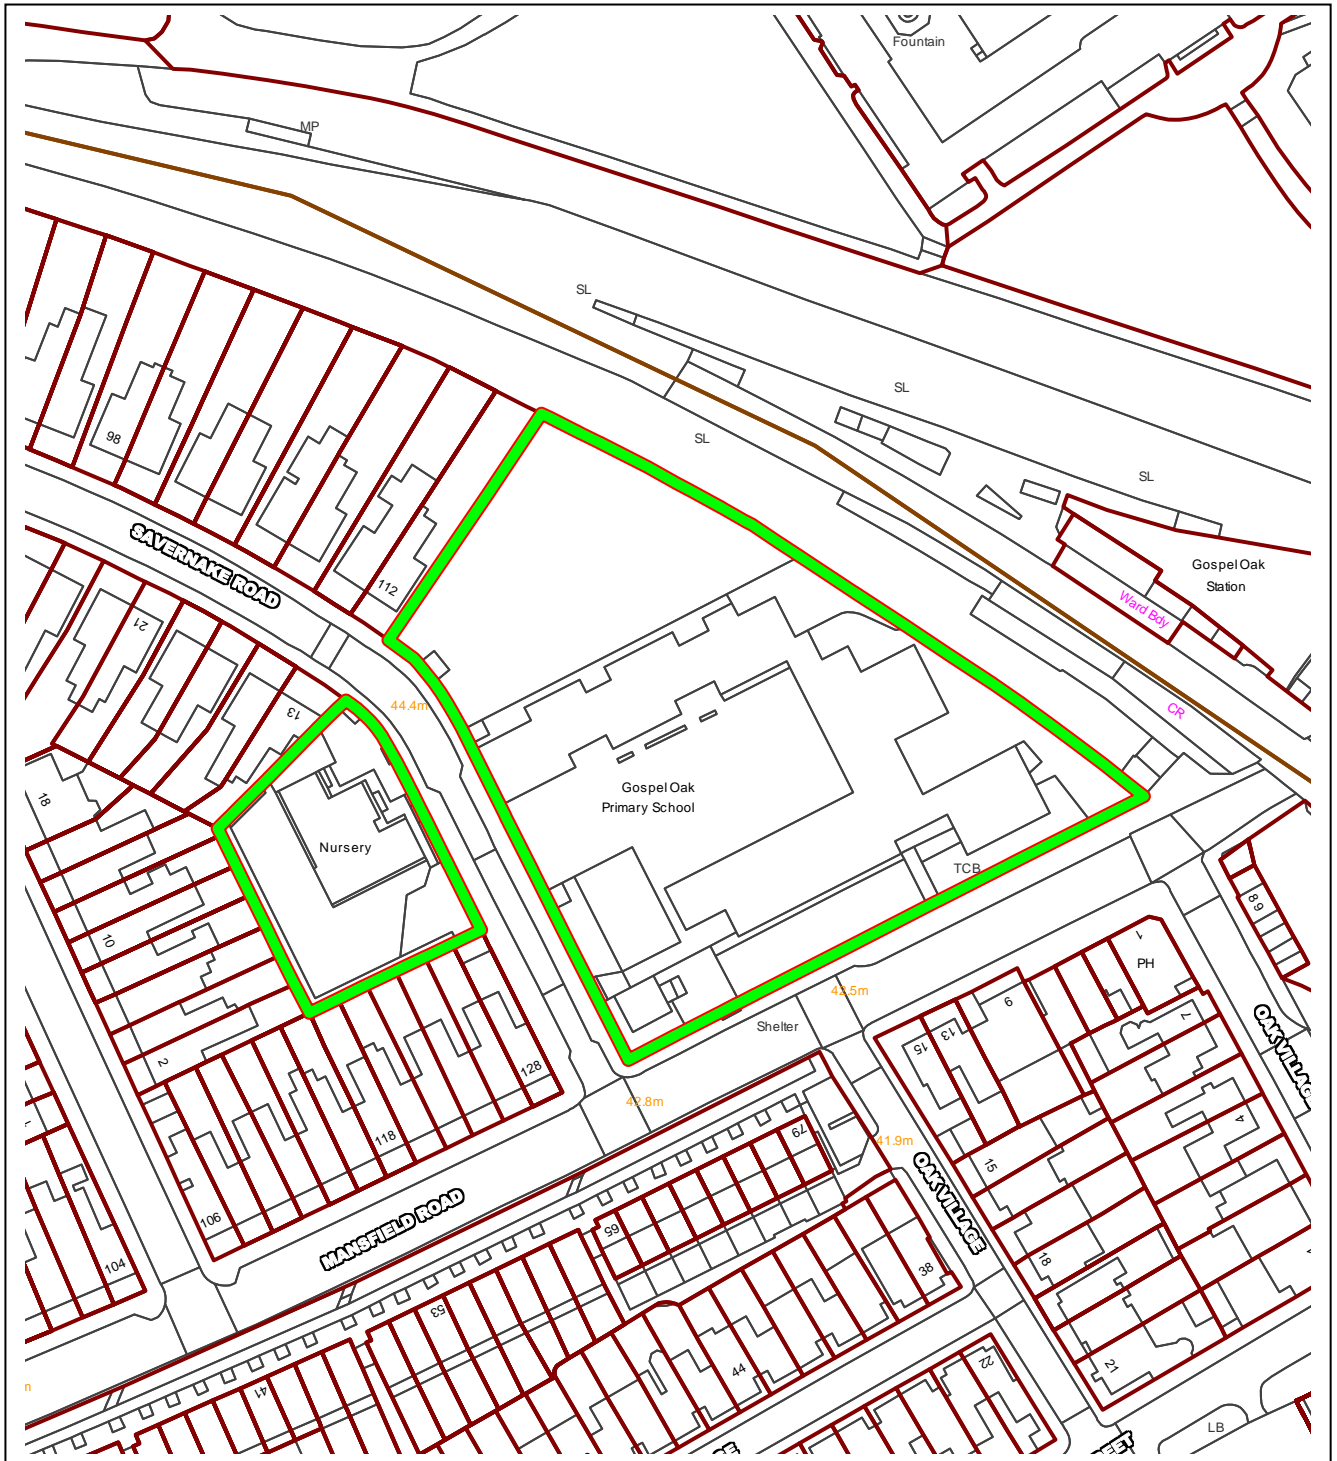 Fountain
MP
SL
SL
SL
SL
98
SAVERNAKE ROAD
112
Gospel Oak
Station
Ward Bdy
CR
21
13
44.4m
18
Nursery
Gospel Oak
Primary School
TCB
10
2
89
1
PH
9
13
15
7
42.5m
Shelter
OAK VILLAGE
128
42.8m
118
79
41.9m
4
15
OAK VILLAGE
106
MANSFIELD ROAD
65
104
18
38
53
44
22
21
41
LB